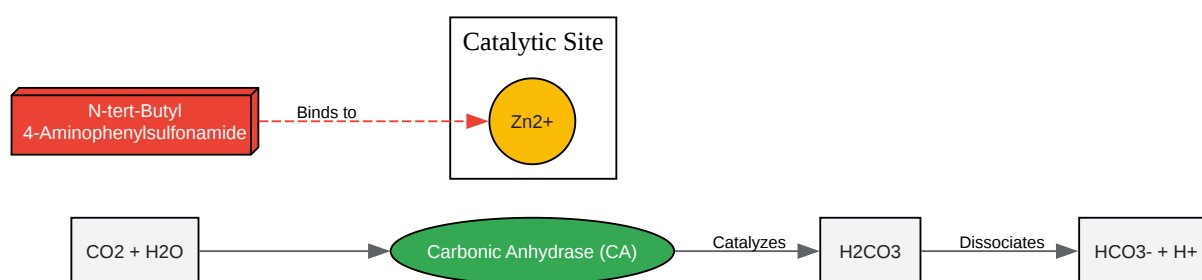 Catalytic Site
N-tert-Butyl
4-Aminophenylsulfonamide
Binds to
Zn2+
CO2 + H2O
Carbonic Anhydrase (CA)
Catalyzes
H2CO3
Dissociates
HCO3- + H+